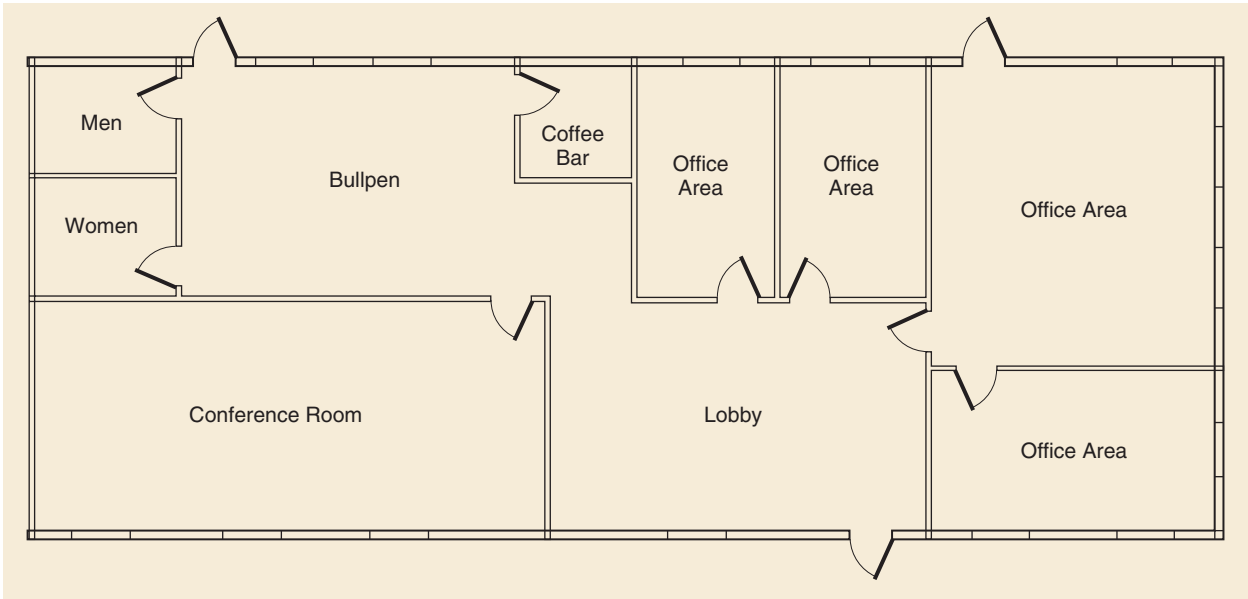 Men
Women
Bullpen
Coffee
Bar
Office
Area
Office
Area
Office Area
Conference Room
Lobby
Office Area